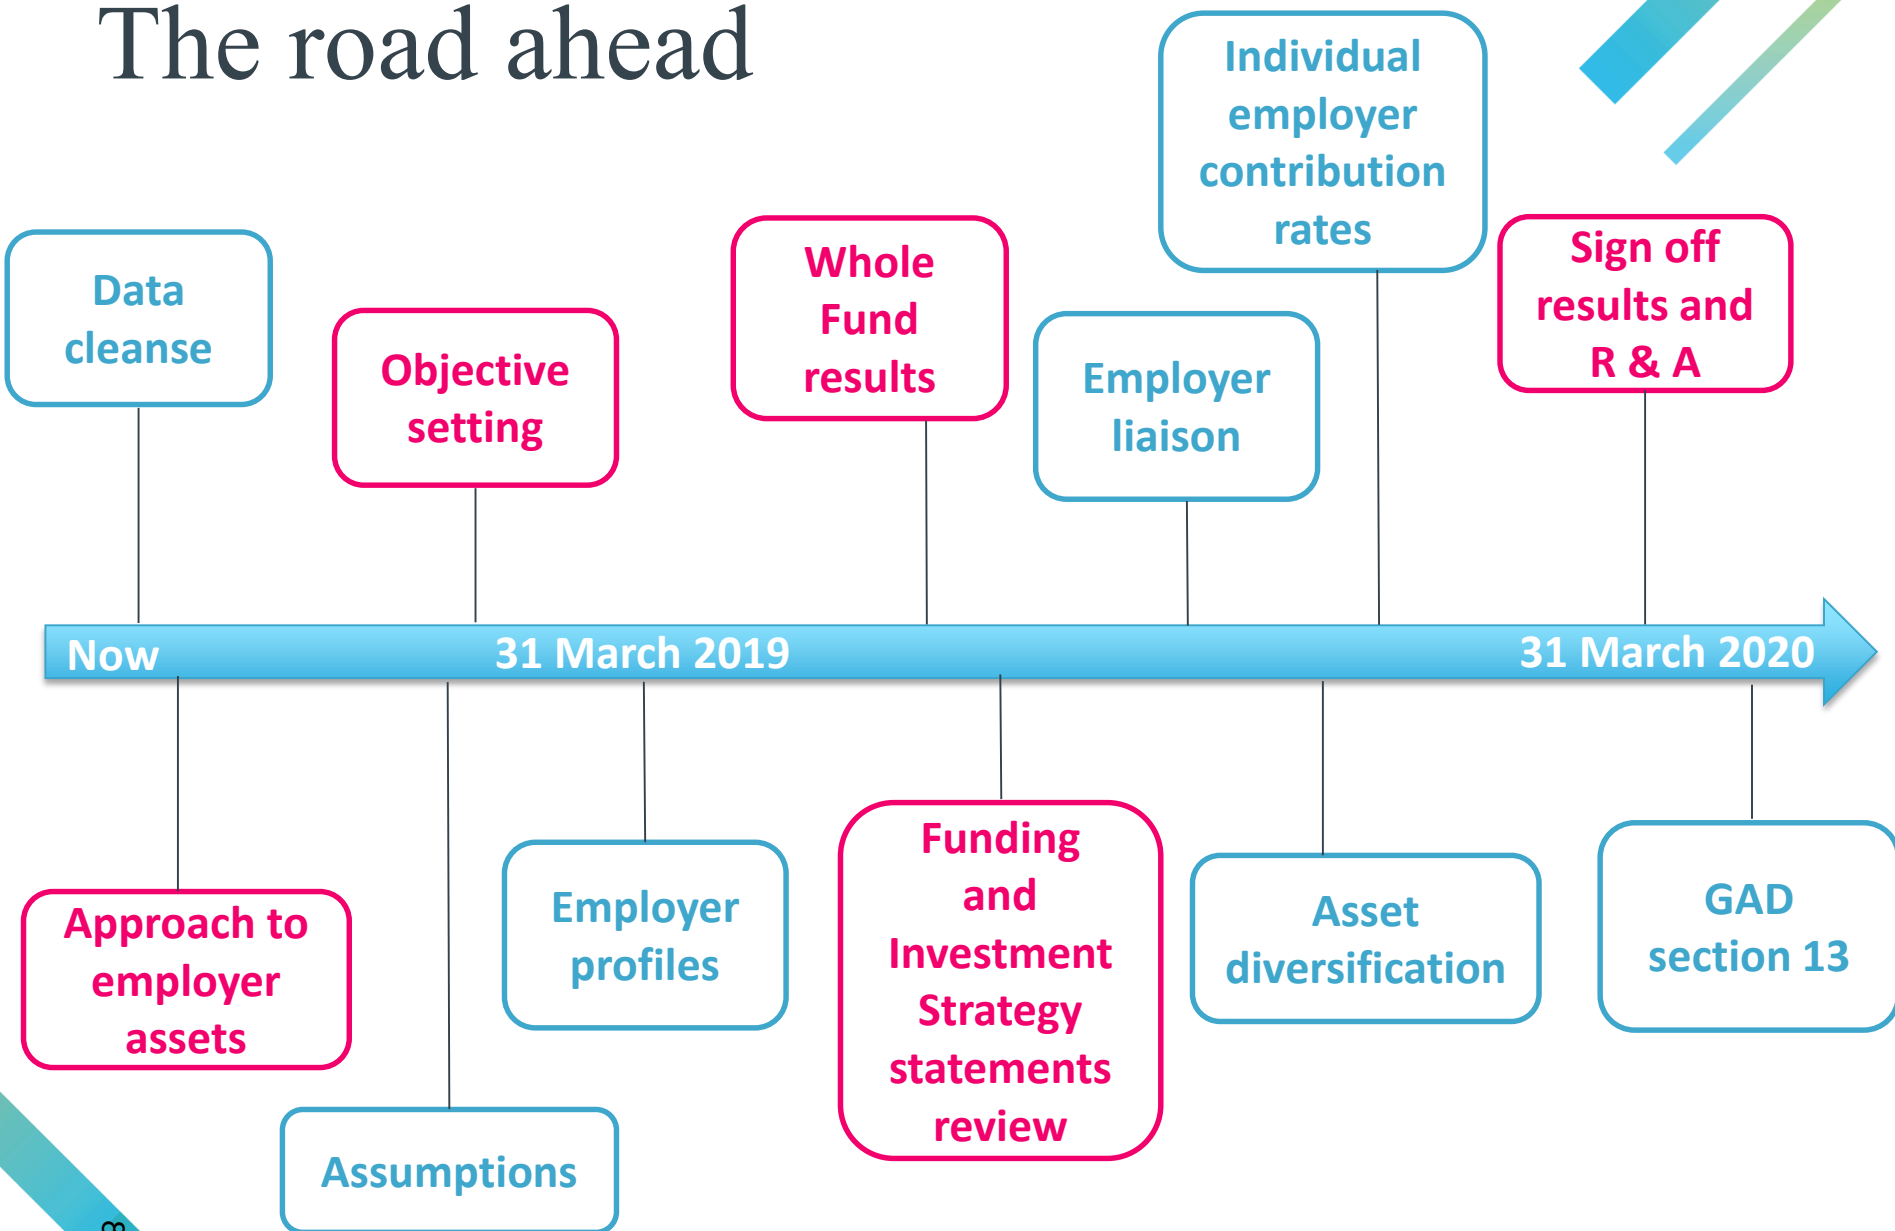 The road ahead
Individual
employer
contribution
rates
Data
cleanse
Objective
setting
Whole
Fund
results
Employer
liaison
Sign off
results and
R & A
Now
31 March 2019
31 March 2020
Approach to
employer
assets
Assumptions
Employer
profiles
Funding
and
Investment
Strategy
statements
review
Asset
diversification
GAD
section 13
8